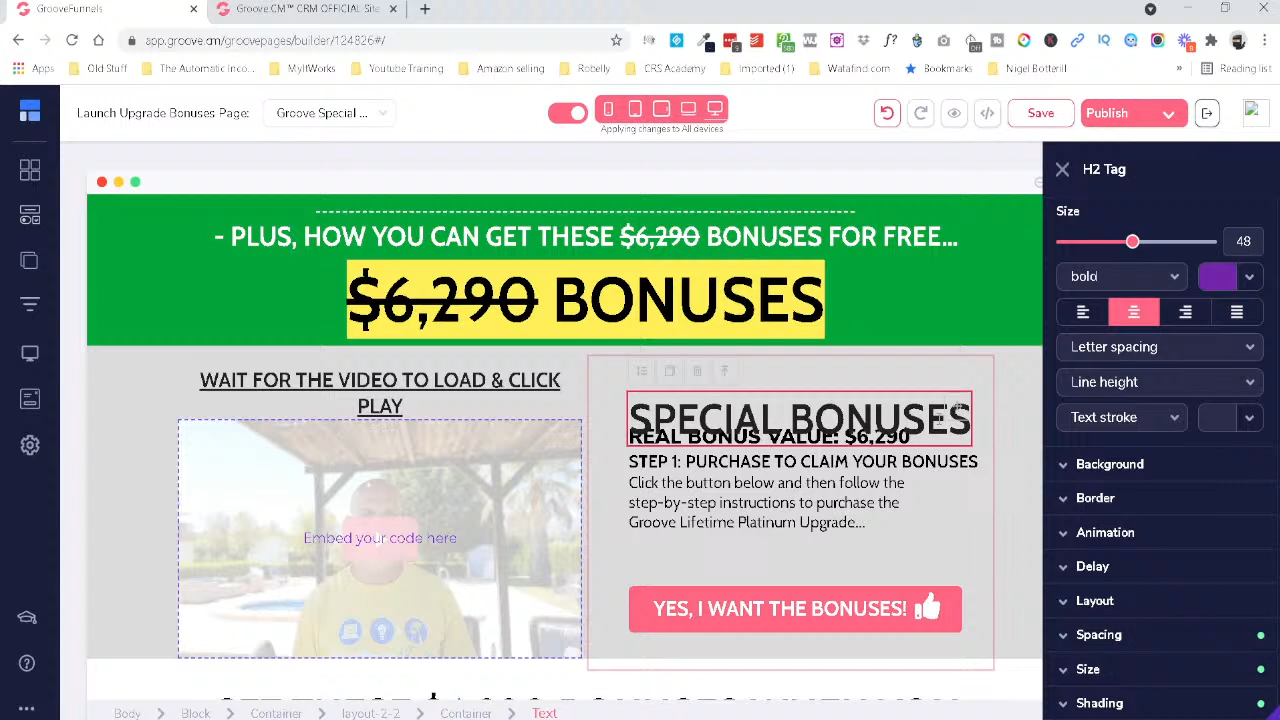 GrooveFunnels
Groove.CM™ CRM OFFICIAL Site
app.groove.cm/groovepages/builder/124826#/
Apps
Old Stuff
The Automatic Inco...
MyItWorks
Youtube Training
Amazon selling
Robelly
CRS Academy
Imported (1)
Watafind.com
Bookmarks
Nigel Botterill
»
Reading list
Launch Upgrade Bonuses Page:
Groove Special ...
Applying changes to All devices
Save
Publish
H2 Tag
Size
48
bold
Letter spacing
Line height
Text stroke
Background
Border
Animation
Delay
Layout
Spacing
Size
Shading
- PLUS, HOW YOU CAN GET THESE $6,290 BONUSES FOR FREE...
$6,290 BONUSES
WAIT FOR THE VIDEO TO LOAD & CLICK
PLAY
Embed your code here
SPECIAL BONUSES
REAL BONUS VALUE: $6,290
STEP 1: PURCHASE TO CLAIM YOUR BONUSES
Click the button below and then follow the
step-by-step instructions to purchase the
Groove Lifetime Platinum Upgrade...
YES, I WANT THE BONUSES!
Body
Block
Container
layout-2-2
Container
Text